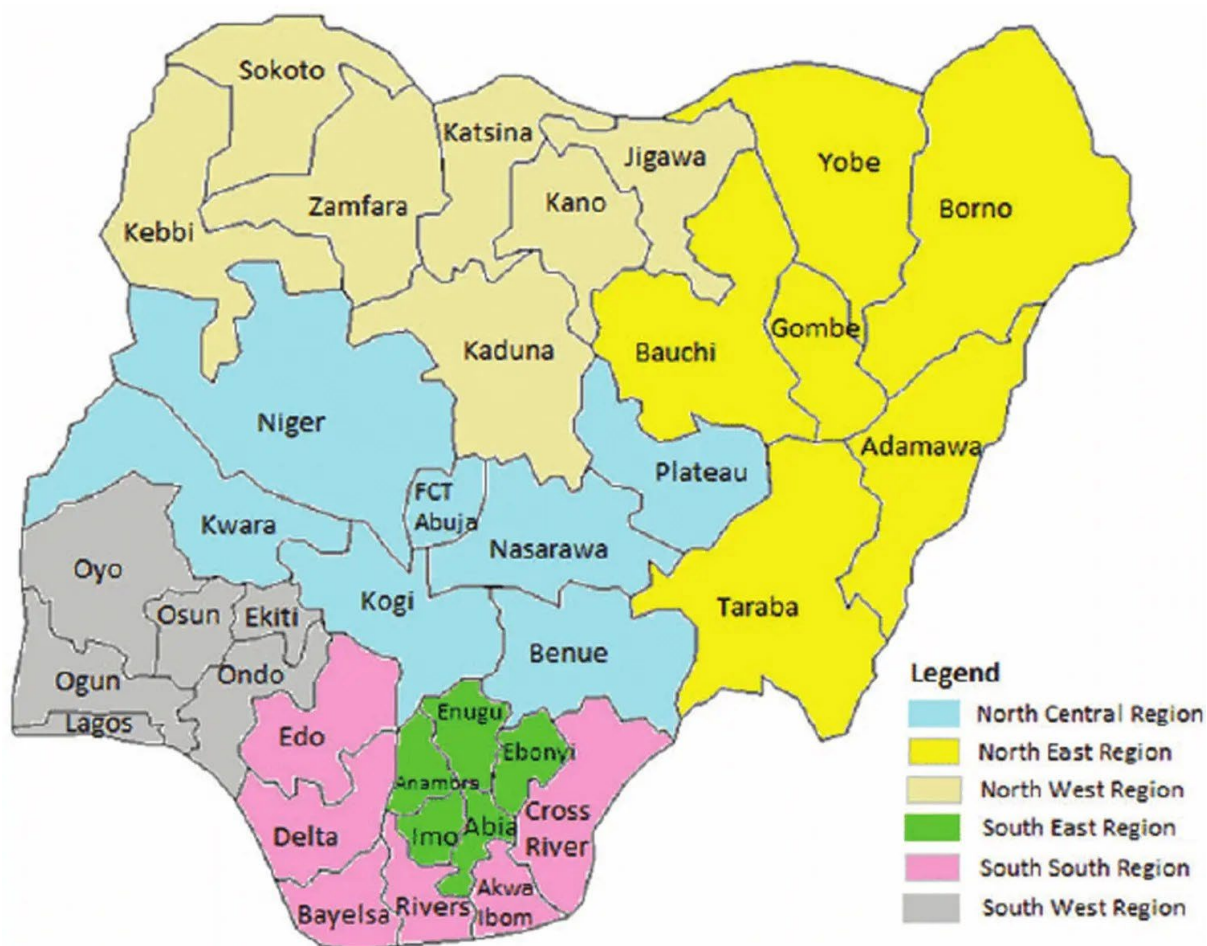 Sokoto
Katsina
Jigawa
Yobe
Kano
Zamfara
Borno
Kebbi
Gombe
Kaduna
Bauchi
Niger
Adamawa
Plateau
FCT
Abuja
Kwara
Nasarawa
Oyo
Kogi
Taraba
Osun
Ekiti
Benue
Ondo
Ogun
Lagos
Enugu
Edo
Ebonyi
Anambra
Cross
River
Abia
Imo
Delta
Akwa
Ibom
Rivers
Bayelsa
Legend
North Central Region
North East Region
North West Region
South East Region
South South Region
South West Region